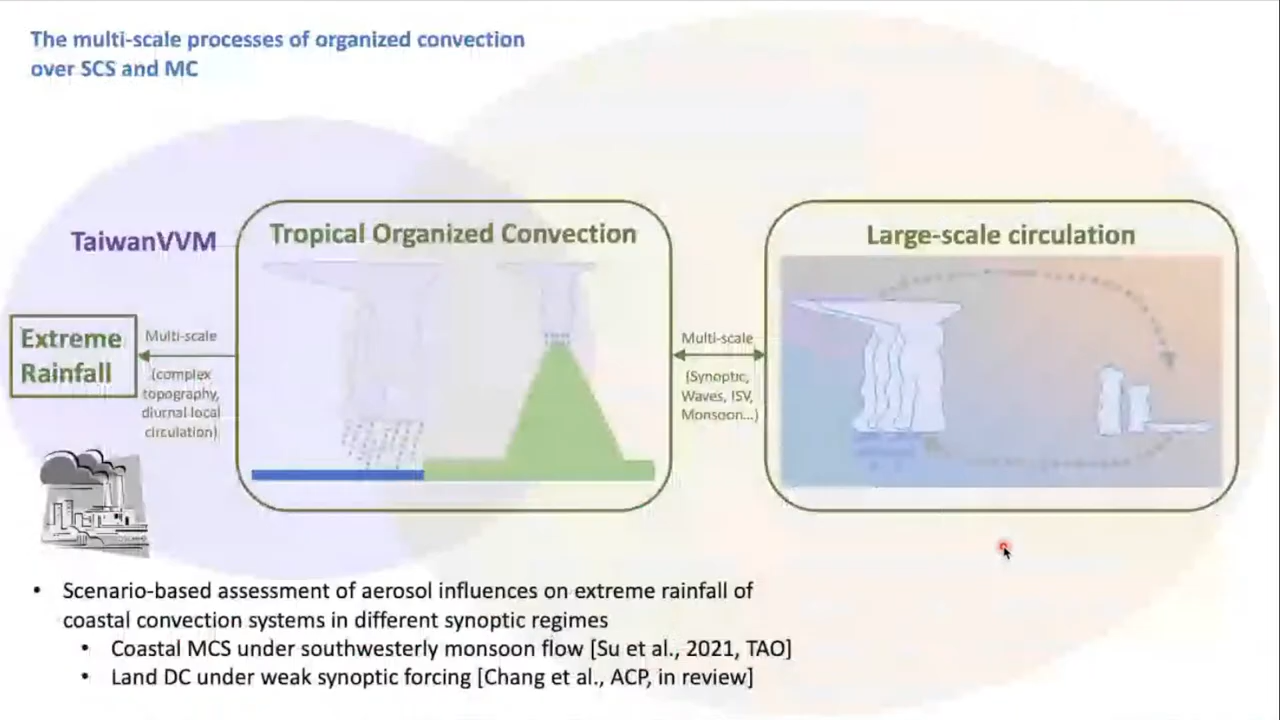 The multi-scale processes of organized convection
over SCS and MC
TaiwanVVM
Tropical Organized Convection
Large-scale circulation
Extreme
Rainfall
Multi-scale
(complex
topography,
diurnal local
circulation)
Multi-scale
(Synoptic,
Waves, ISV,
Monsoon...)
• Scenario-based assessment of aerosol influences on extreme rainfall of
coastal convection systems in different synoptic regimes
• Coastal MCS under southwesterly monsoon flow [Su et al., 2021, TAO]
• Land DC under weak synoptic forcing [Chang et al., ACP, in review]